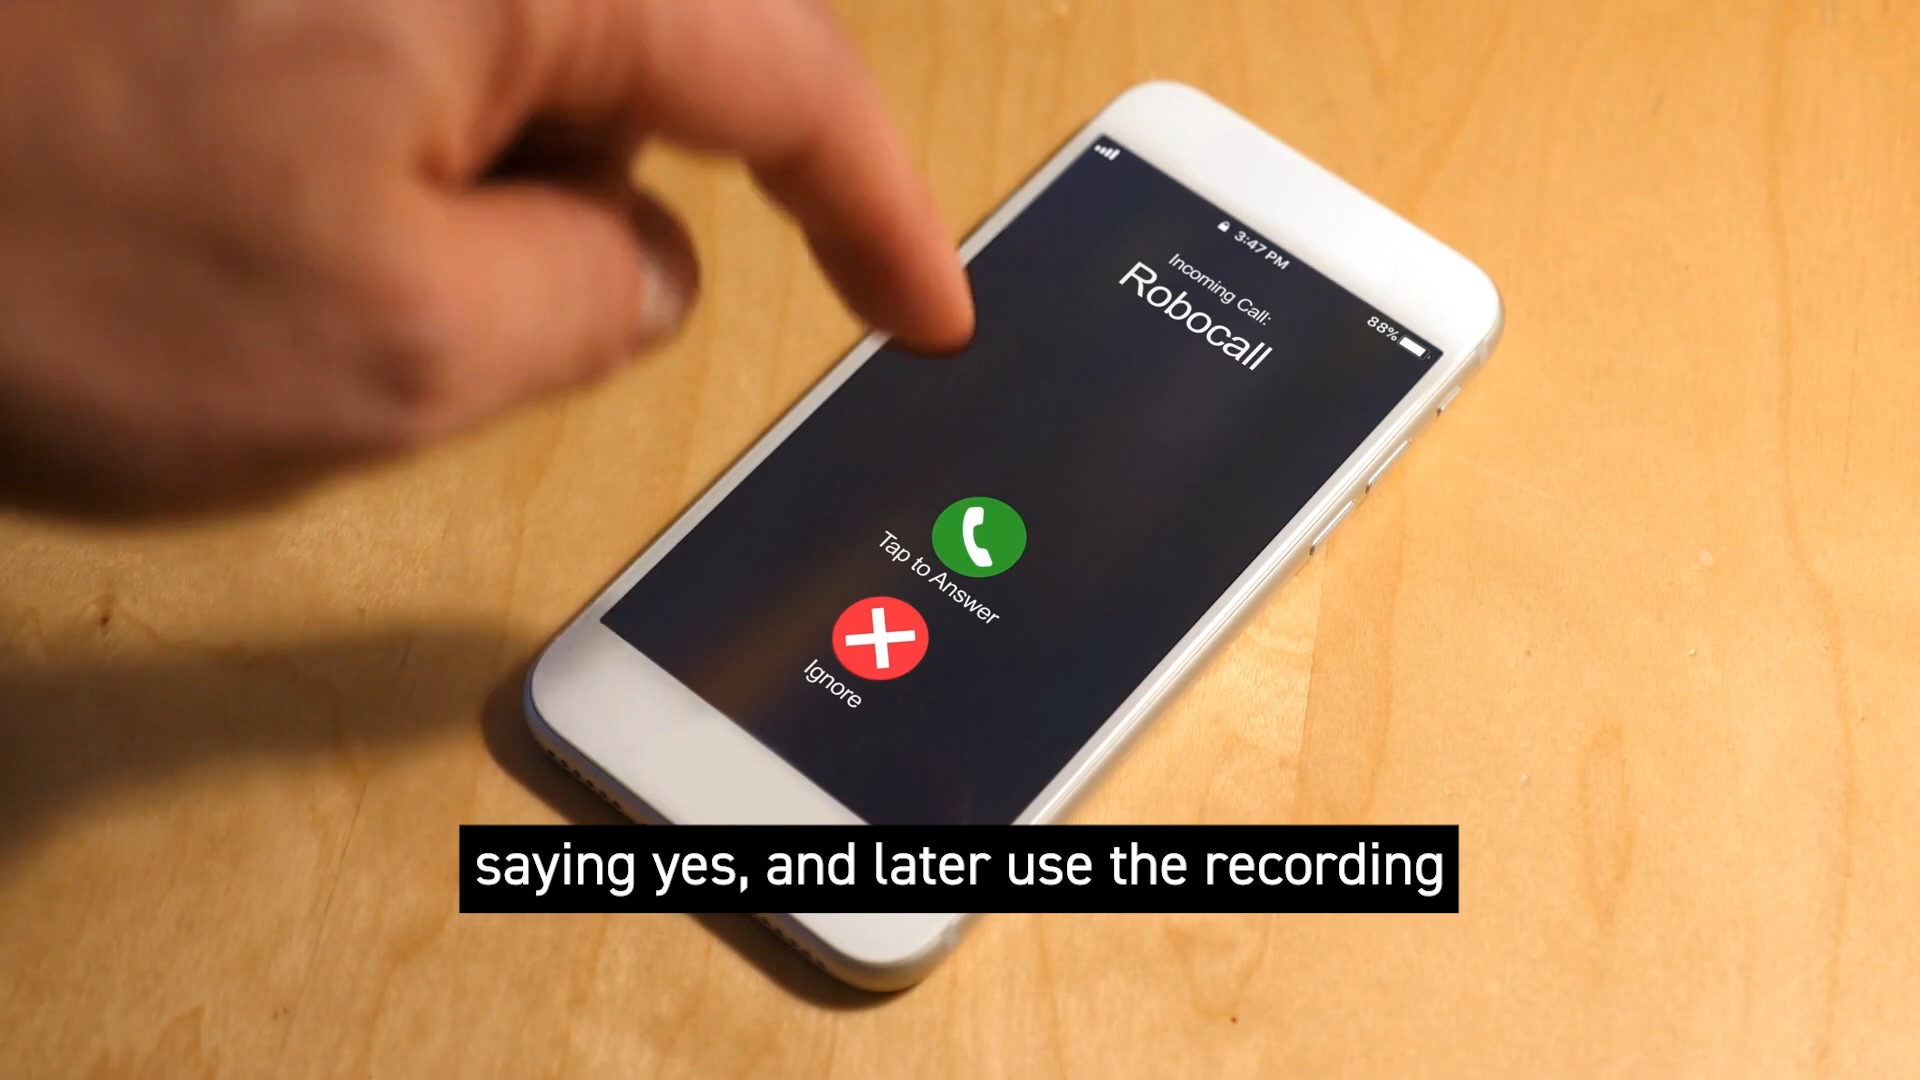 3:47 PM
88%
Incoming Call:
Robocall
Tap to Answer
Ignore
saying yes, and later use the recording